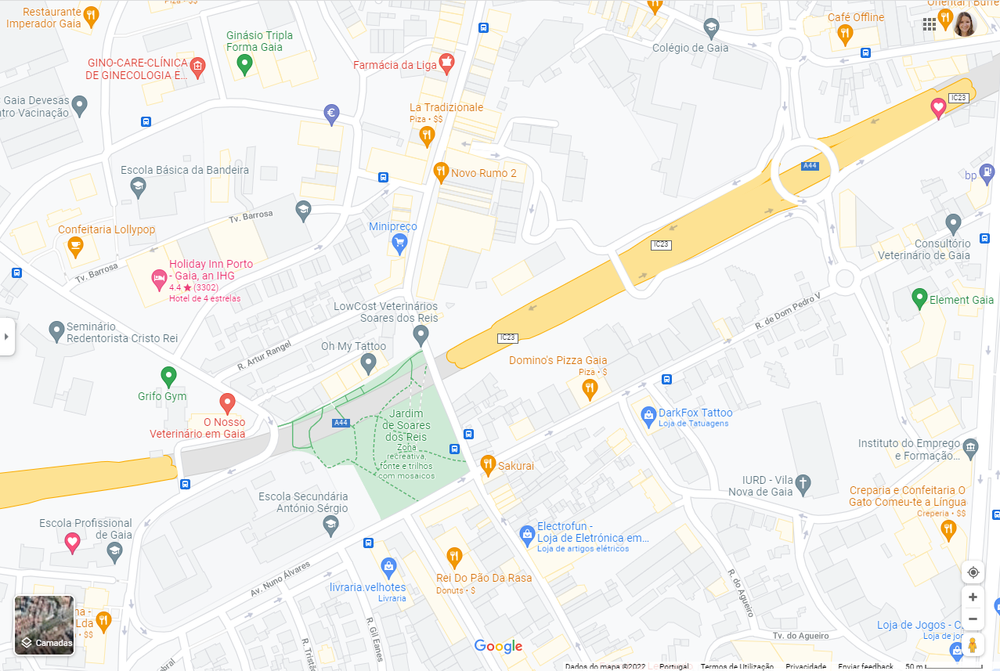 Piza • $$
Oriental | Buffe
Restaurante
Imperador Gaia
Café Offline
Ginásio Tripla
Forma Gaia
Colégio de Gaia
GINO-CARE-CLÍNICA
DE GINECOLOGIA E...
Farmácia da Liga
Gaia Devesas
Vacinação
€
La Tradizionale
Piza • $$
IC23
Escola Básica da Bandeira
Novo Rumo 2
A44
bp
Tv. Barrosa
Confeitaria Lollypop
Minipreço
IC23
Consultório
Veterinário de Gaia
Tv. Barrosa
Holiday Inn Porto
- Gaia, an IHG
4.4 ★ (3302)
Hotel de 4 estrelas
LowCost Veterinários
Soares dos Reis
R. de Dom Pedro V
Element Gaia
Seminário
Redentorista Cristo Rei
IC23
R. Artur Rangel
Oh My Tattoo
Domino's Pizza Gaia
Piza • $
Grifo Gym
O Nosso
Veterinário em Gaia
A44
Jardim
de Soares
dos Reis
Zona
recreativa,
fonte e trilhos
com mosaicos
DarkFox Tattoo
Loja de Tatuagens
Instituto do Emprego
e Formação...
Sakurai
IURD - Vila
Nova de Gaia
Creparia e Confeitaria O
Gato Comeu-te a Língua
Creperia • $$
Escola Secundária
António Sérgio
Escola Profissional
de Gaia
Electrofun -
Loja de Eletrónica em...
Loja de artigos elétricos
Av. Nuno Álvares
Rei Do Pão Da Rasa
Donuts • $
livraria.velhotes
Livraria
R. do Agueiro
Lda
• $$
Camadas
R. Gil Eanes
R. Tristão
Tv. do Agueiro
Loja de Jogos - C
Loja de jo
Google
Dados do mapa ©2022
Portugal
Termos de Utilização
Privacidade
Enviar feedback
50 m